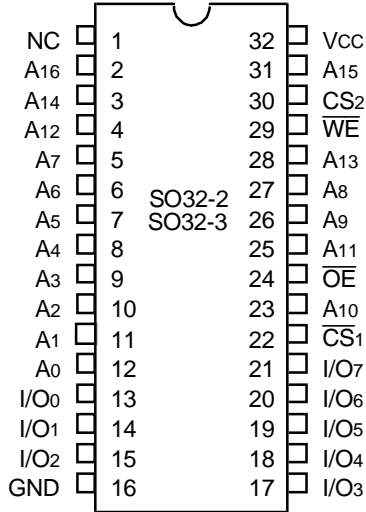 NC 1 32 VCC
A16 2 31 A15
A14 3 30 CS2
A12 4 29 W̅E̅
A7 5 28 A13
A6 6 SO32-2 27 A8
A5 7 SO32-3 26 A9
A4 8 25 A11
A3 9 24 O̅E̅
A2 10 23 A10
A1 11 22 C̅S̅1
A0 12 21 I/O7
I/O0 13 20 I/O6
I/O1 14 19 I/O5
I/O2 15 18 I/O4
GND 16 17 I/O3